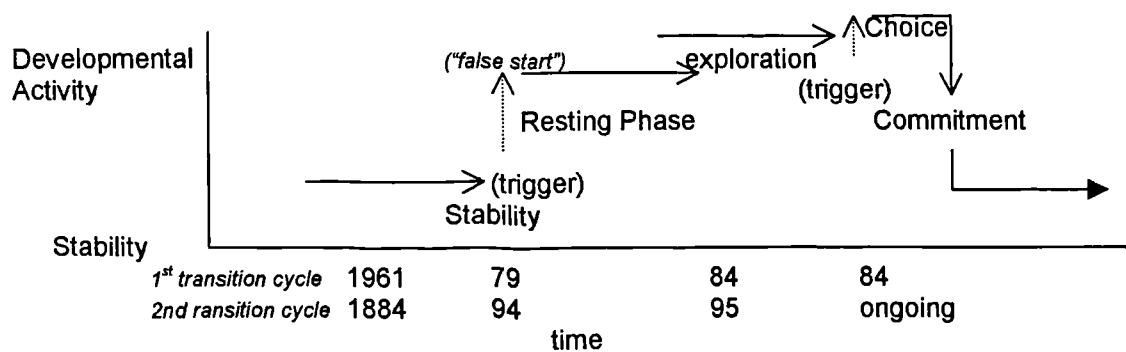 Developmental
Activity
("false start")
exploration
Choice
(trigger)
Resting Phase
Commitment
(trigger)
Stability
Stability
1st transition cycle 1961 79 84 84
2nd ransition cycle 1884 94 95 ongoing
time